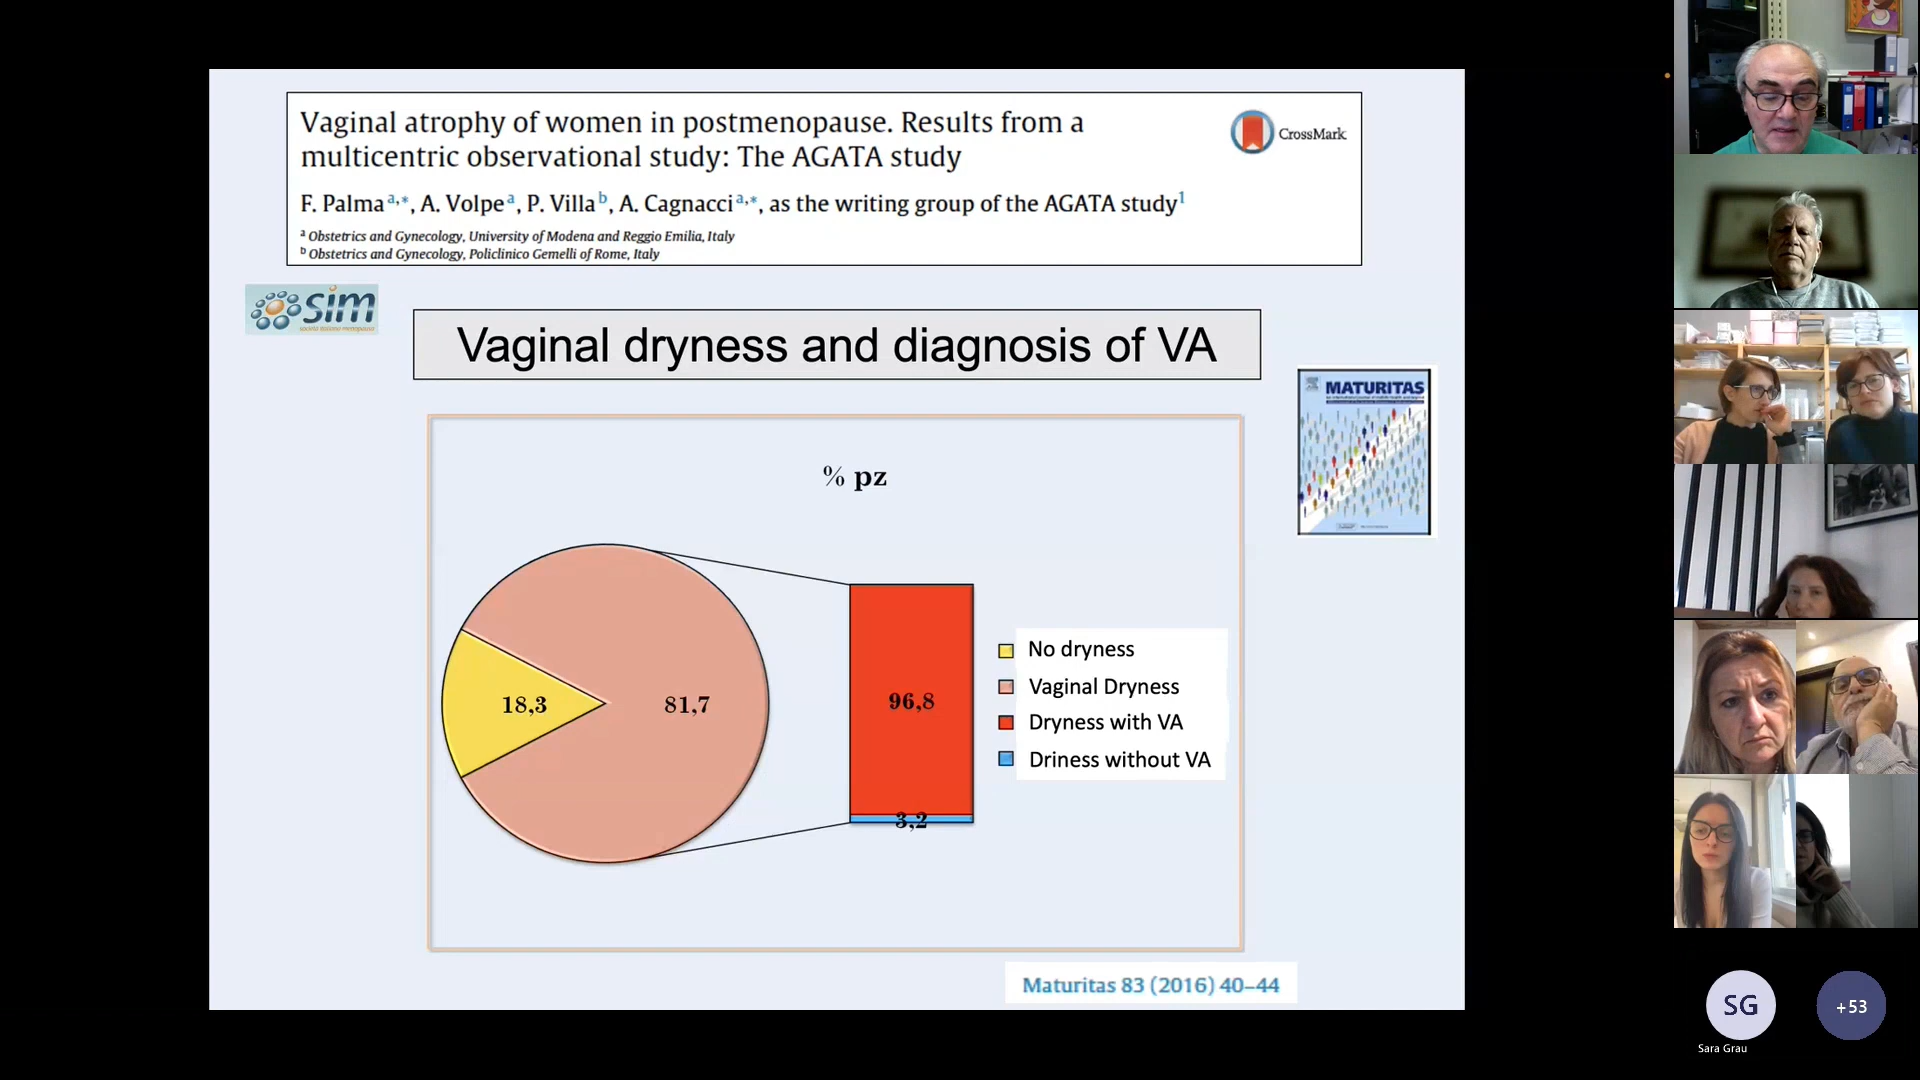 Vaginal atrophy of women in postmenopause. Results from a
multicentric observational study: The AGATA study
CrossMark
F. Palma a,*, A. Volpe a, P. Villa b, A. Cagnacci a,*, as the writing group of the AGATA study 1
a Obstetrics and Gynecology, University of Modena and Reggio Emilia, Italy
b Obstetrics and Gynecology, Policlinico Gemelli of Rome, Italy
sim
società italiana menopausa
Vaginal dryness and diagnosis of VA
MATURITAS
% pz
18,3
81,7
96,8
3,2
No dryness
Vaginal Dryness
Dryness with VA
Driness without VA
Maturitas 83 (2016) 40–44
SG
+53
Sara Grau